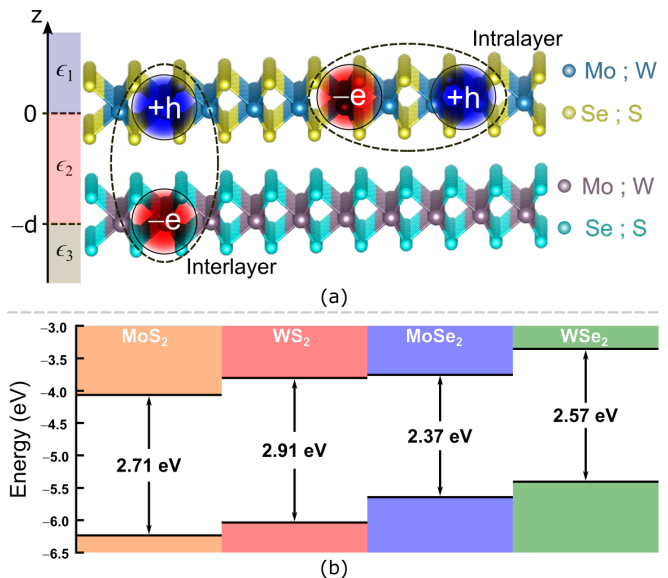 z
Interlayer
Intralayer
ϵ₁
+h
−e
+h
Mo ; W
Se ; S
0
ϵ₂
Mo ; W
−d
−e
Se ; S
ϵ₃
Interlayer
(a)
−3.0
MoS₂
WS₂
MoSe₂
WSe₂
−3.5
−4.0
−4.5
−5.0
−5.5
−6.0
−6.5
Energy (eV)
2.71 eV
2.91 eV
2.37 eV
2.57 eV
(b)